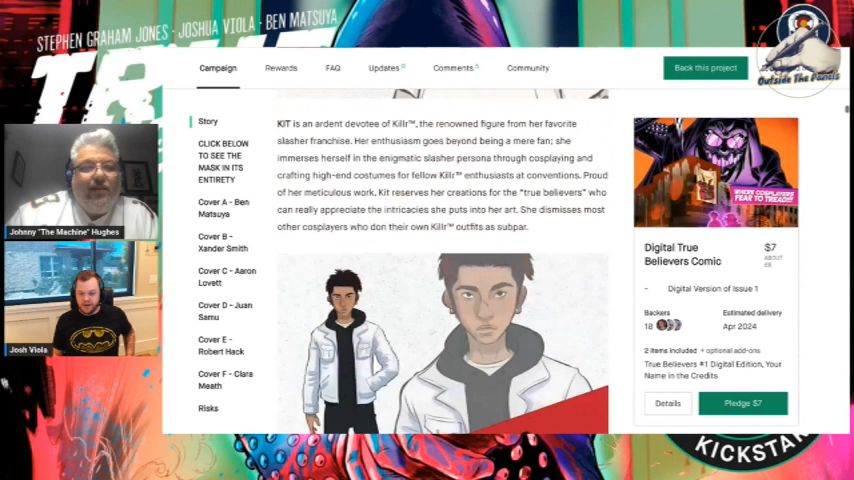 STEPHEN GRAHAM JONES - JOSHUA VIOLA - BEN MATSUYA
Outside The Panels
Campaign
Rewards
FAQ
Updates
Comments 5
Community
Back this project
Story
CLICK BELOW
TO SEE THE
MASK IN ITS
ENTIRETY
Cover A - Ben
Matsuya
Cover B -
Xander Smith
Cover C - Aaron
Lovett
Cover D - Juan
Samu
Cover E -
Robert Hack
Cover F - Clara
Meath
Risks
KiT is an ardent devotee of Killr™, the renowned figure from her favorite
slasher franchise. Her enthusiasm goes beyond being a mere fan; she
immerses herself in the enigmatic slasher persona through cosplaying and
crafting high-end costumes for fellow Killr™ enthusiasts at conventions. Proud
of her meticulous work, Kit reserves her creations for the "true believers" who
can really appreciate the intricacies she puts into her art. She dismisses most
other cosplayers who don their own Killr™ outfits as subpar.
WHERE COSPLAYERS
FEAR TO TREAD!!
Digital True
Believers Comic
$7
ABOUT
£6
- Digital Version of Issue 1
Backers
18
Estimated delivery
Apr 2024
2 items included + optional add-ons
True Believers #1 Digital Edition, Your
Name in the Credits
Details
Pledge $7
Johnny "The Machine" Hughes
BATMAN
Josh Viola
KICKSTAR